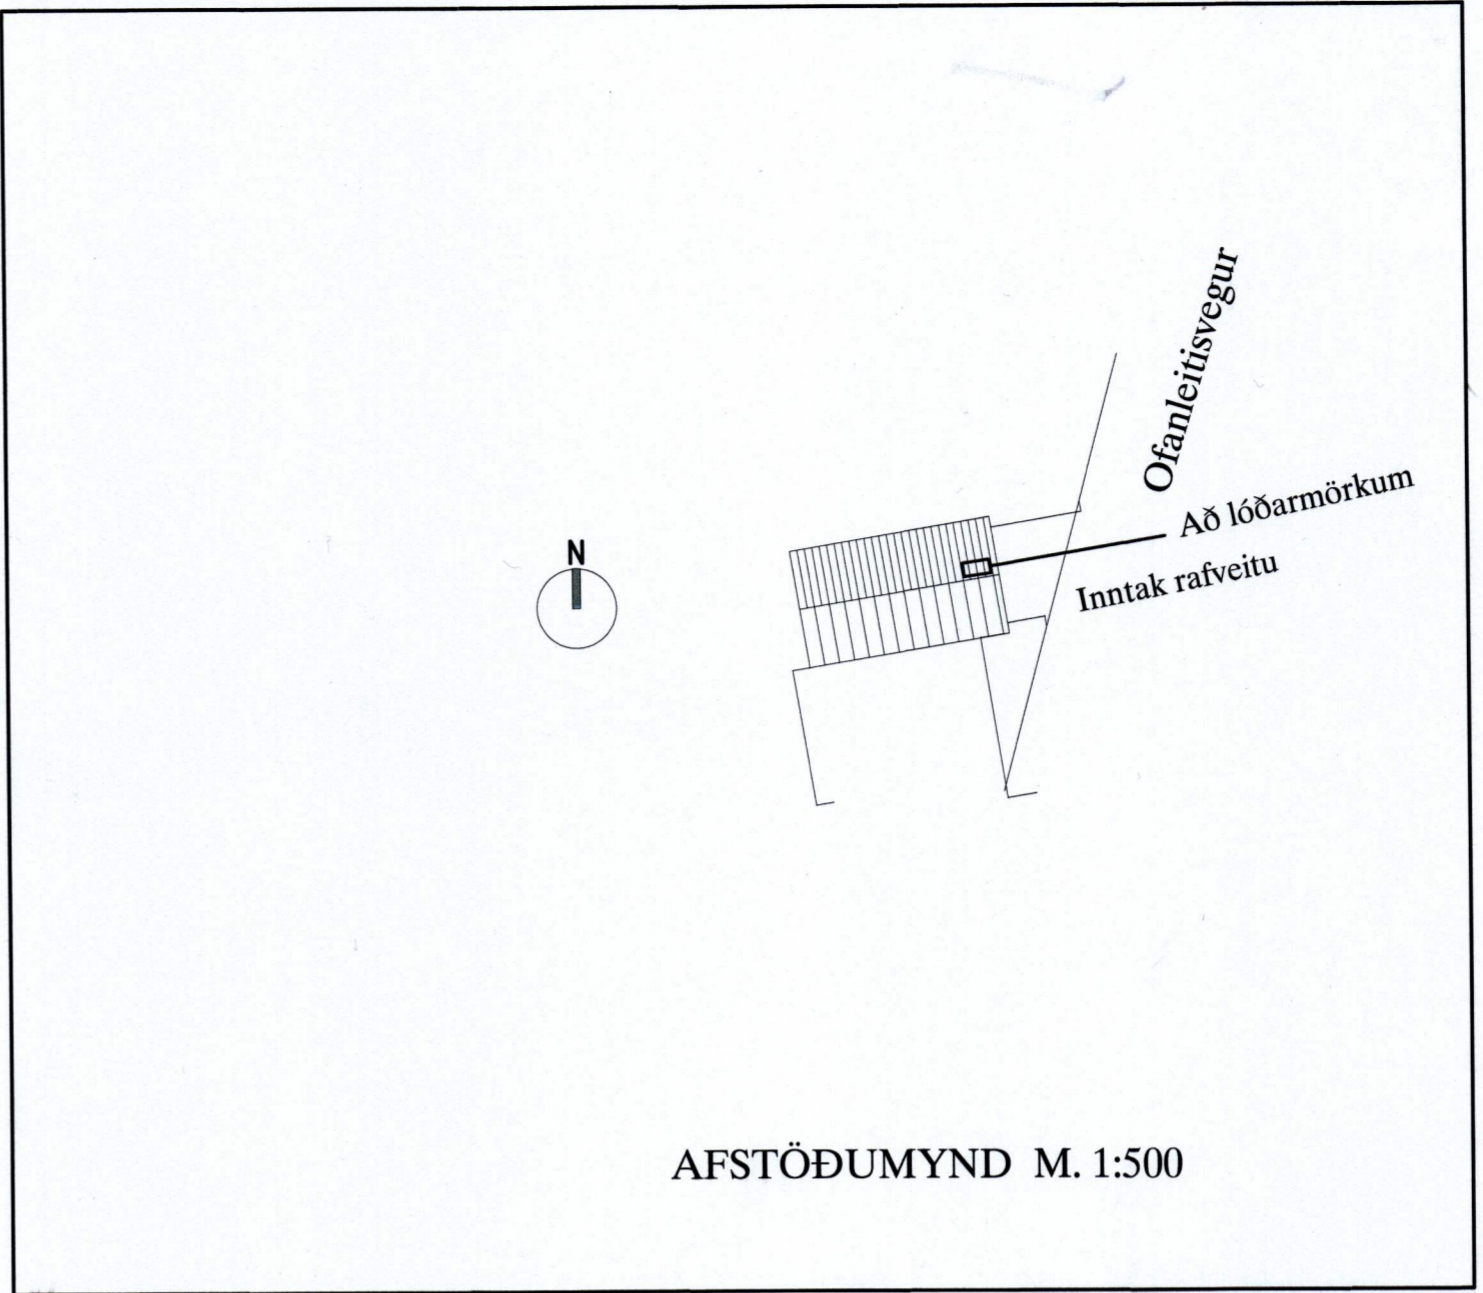 Ofanleitisvegur
Að lóðarmörkum
N
Inntak rafveitu
AFSTÖÐUMYND M. 1:500